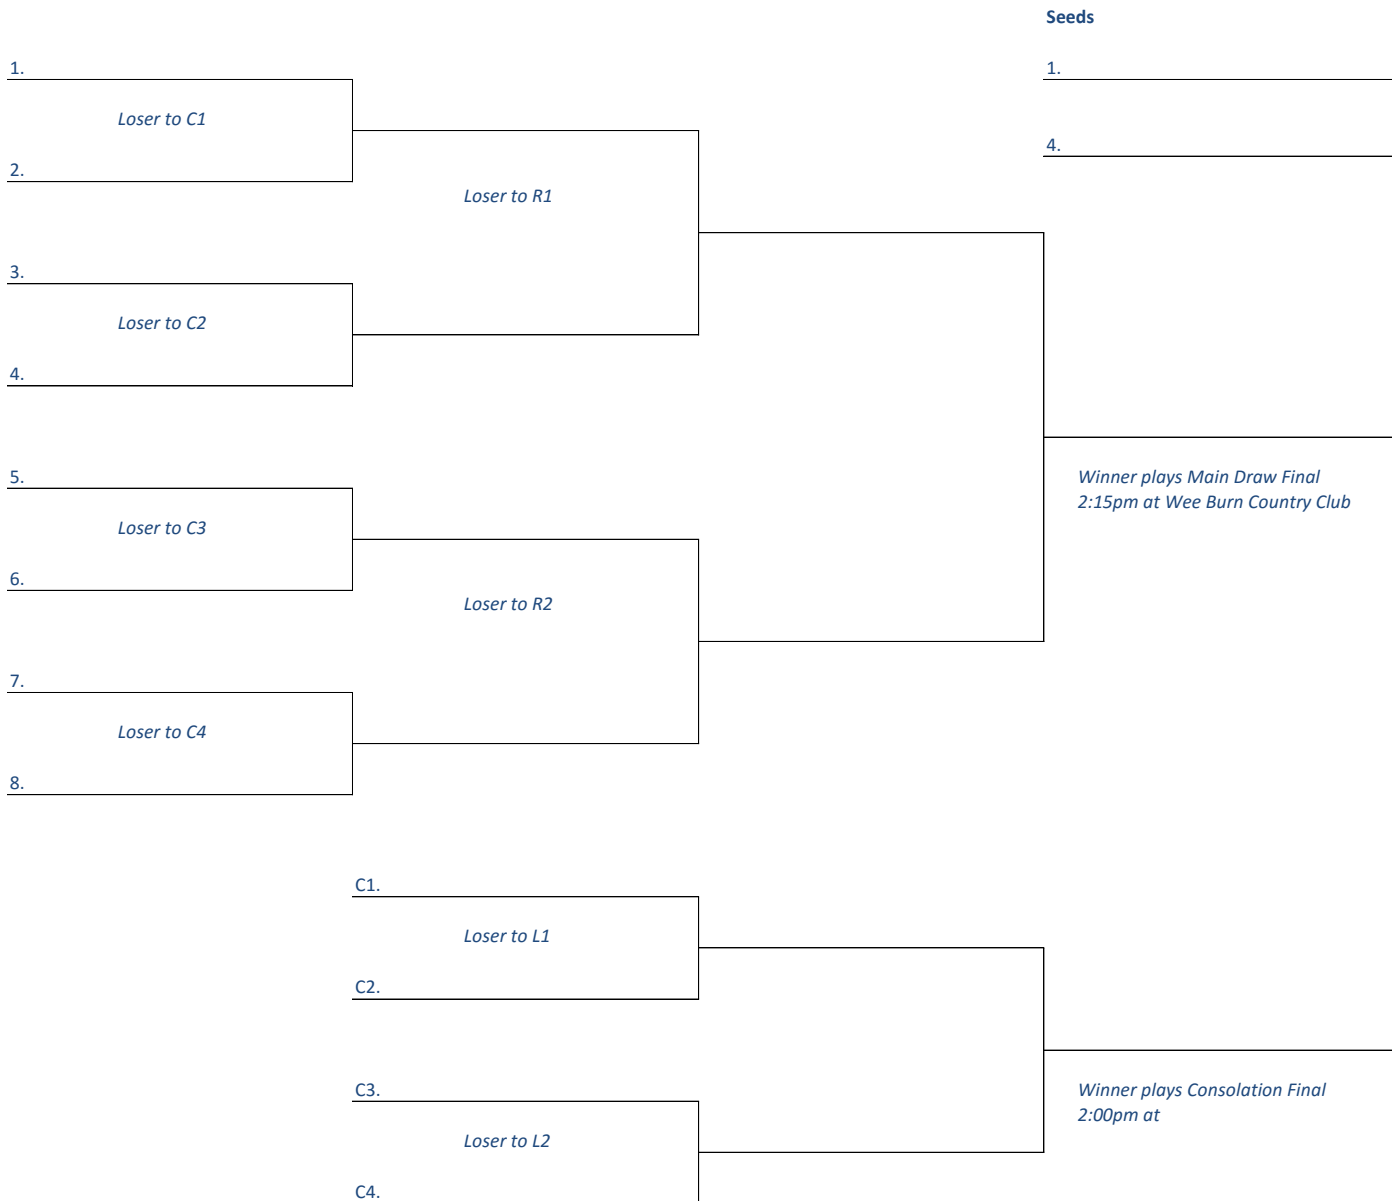 Seeds
1.
1.
Loser to C1
4.
2.
Loser to R1
3.
Loser to C2
4.
5.
Winner plays Main Draw Final
2:15pm at Wee Burn Country Club
Loser to C3
6.
Loser to R2
7.
Loser to C4
8.
C1.
Loser to L1
C2.
C3.
Winner plays Consolation Final
2:00pm at
Loser to L2
C4.